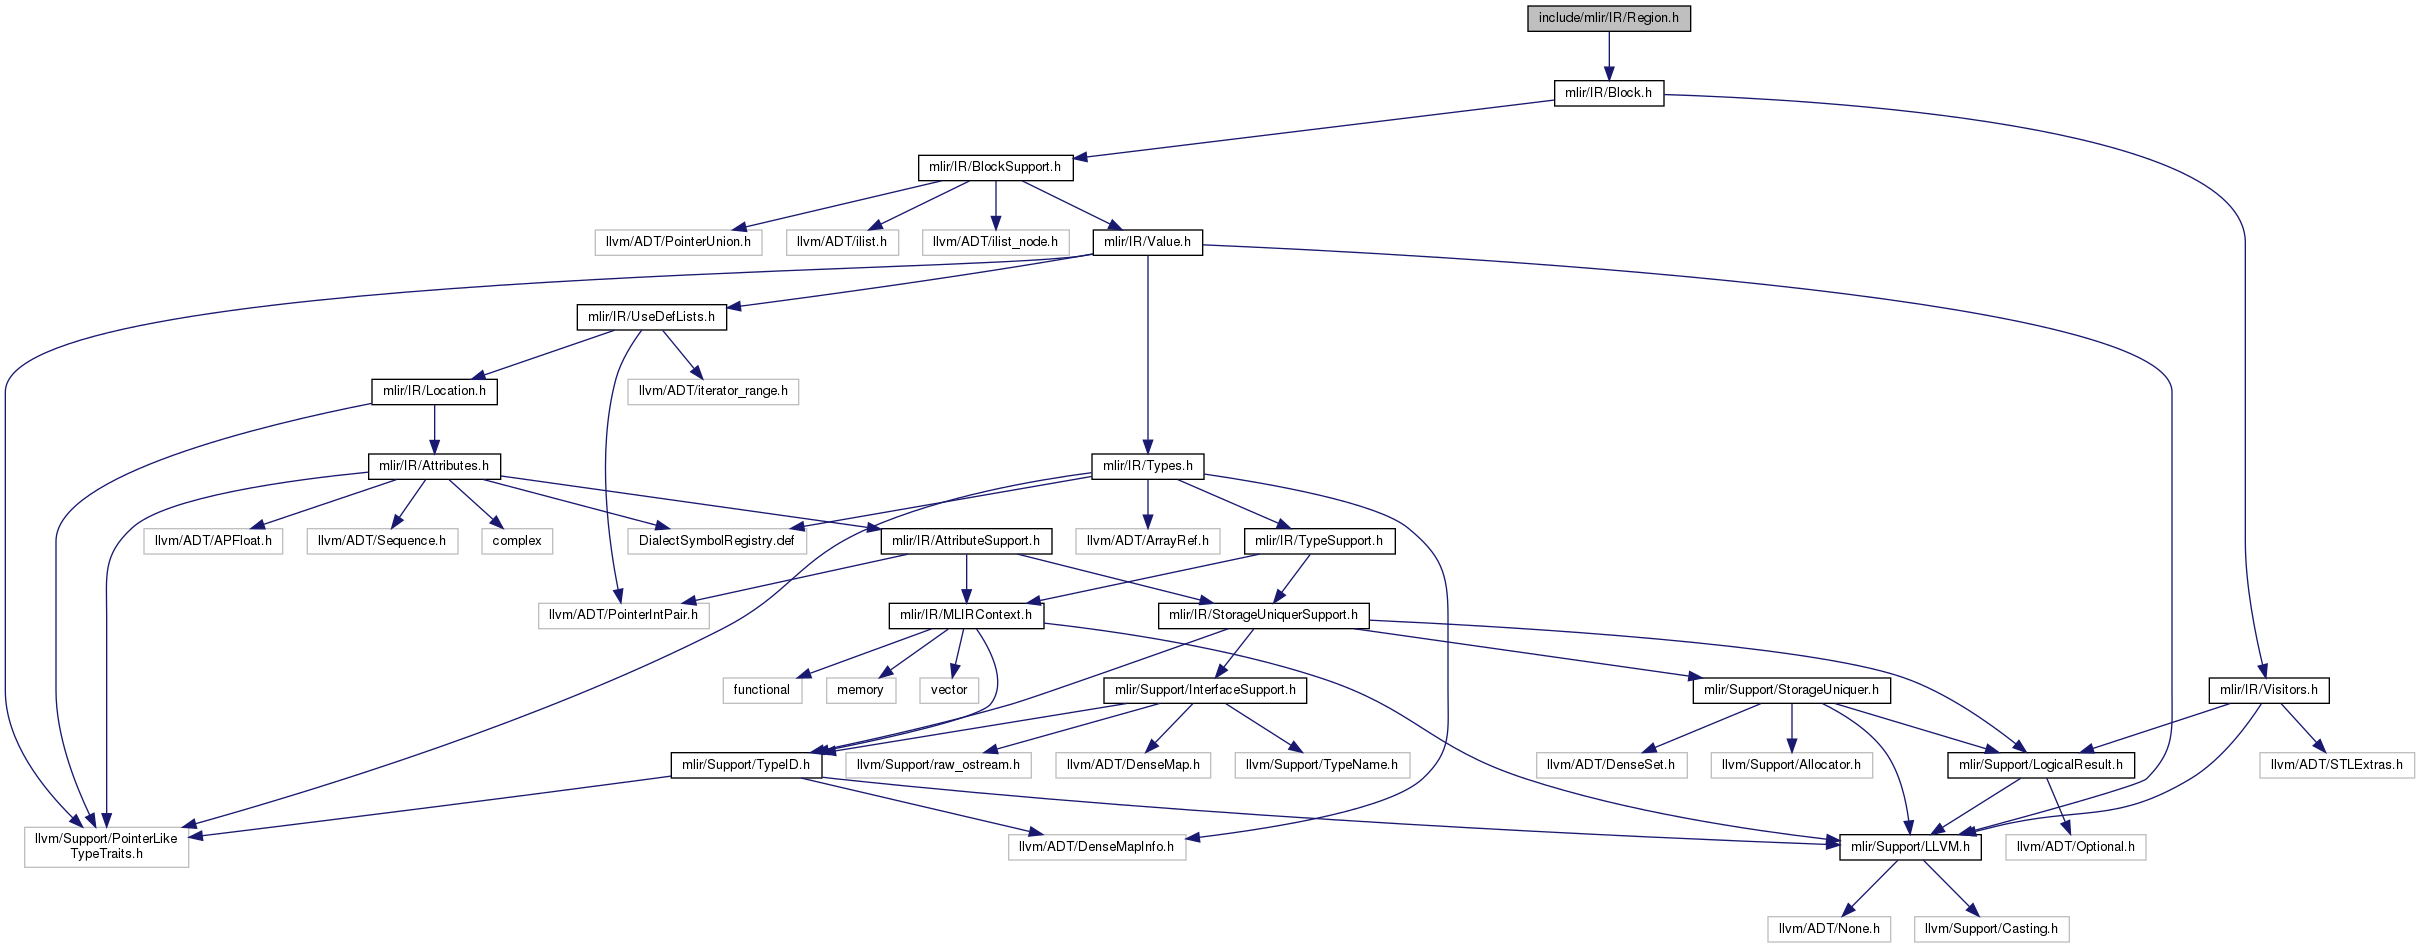 include/mlir/IR/Region.h
mlir/IR/Block.h
mlir/IR/BlockSupport.h
llvm/ADT/PointerUnion.h
llvm/ADT/ilist.h
llvm/ADT/ilist_node.h
mlir/IR/Value.h
mlir/IR/UseDefLists.h
mlir/IR/Location.h
llvm/ADT/iterator_range.h
mlir/IR/Attributes.h
mlir/IR/Types.h
llvm/ADT/APFloat.h
llvm/ADT/Sequence.h
complex
DialectSymbolRegistry.def
mlir/IR/AttributeSupport.h
llvm/ADT/ArrayRef.h
mlir/IR/TypeSupport.h
llvm/ADT/PointerIntPair.h
mlir/IR/MLIRContext.h
mlir/IR/StorageUniquerSupport.h
functional
memory
vector
mlir/Support/InterfaceSupport.h
mlir/Support/StorageUniquer.h
mlir/IR/Visitors.h
mlir/Support/TypeID.h
llvm/Support/raw_ostream.h
llvm/ADT/DenseMap.h
llvm/Support/TypeName.h
llvm/ADT/DenseSet.h
llvm/Support/Allocator.h
mlir/Support/LogicalResult.h
llvm/ADT/STLExtras.h
llvm/Support/PointerLike
TypeTraits.h
llvm/ADT/DenseMapInfo.h
mlir/Support/LLVM.h
llvm/ADT/Optional.h
llvm/ADT/None.h
llvm/Support/Casting.h